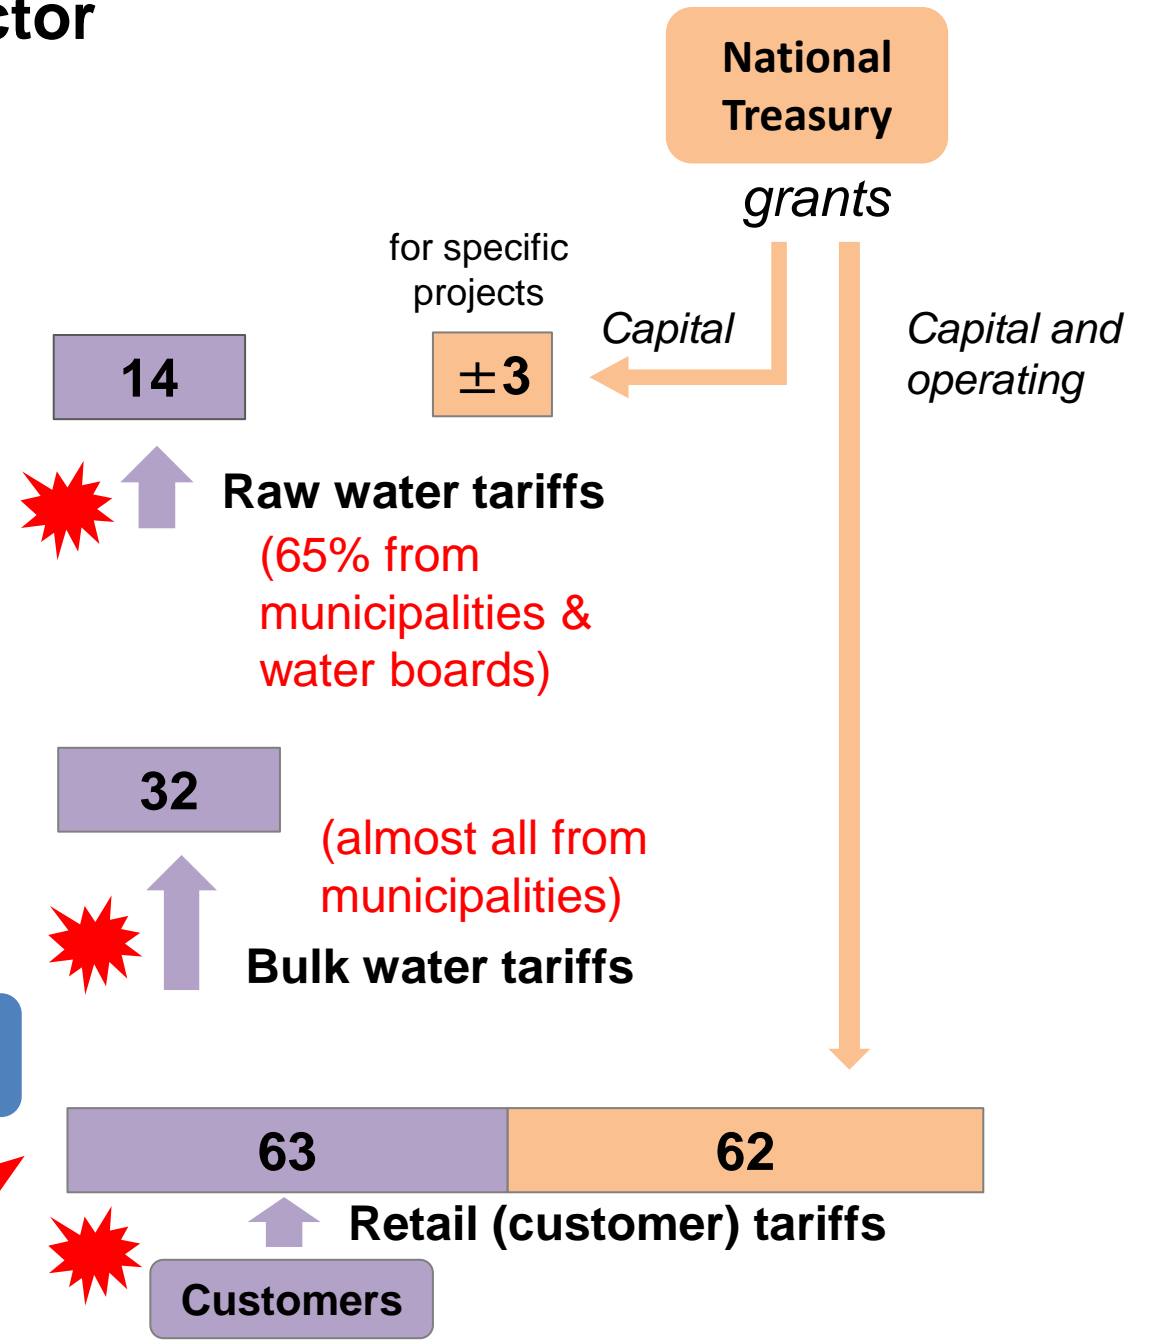 ctor
National
Treasury
grants
for specific
projects
Capital
Capital and
operating
14
±3
Raw water tariffs
(65% from
municipalities &
water boards)
32
(almost all from
municipalities)
Bulk water tariffs
63
62
Retail (customer) tariffs
Customers